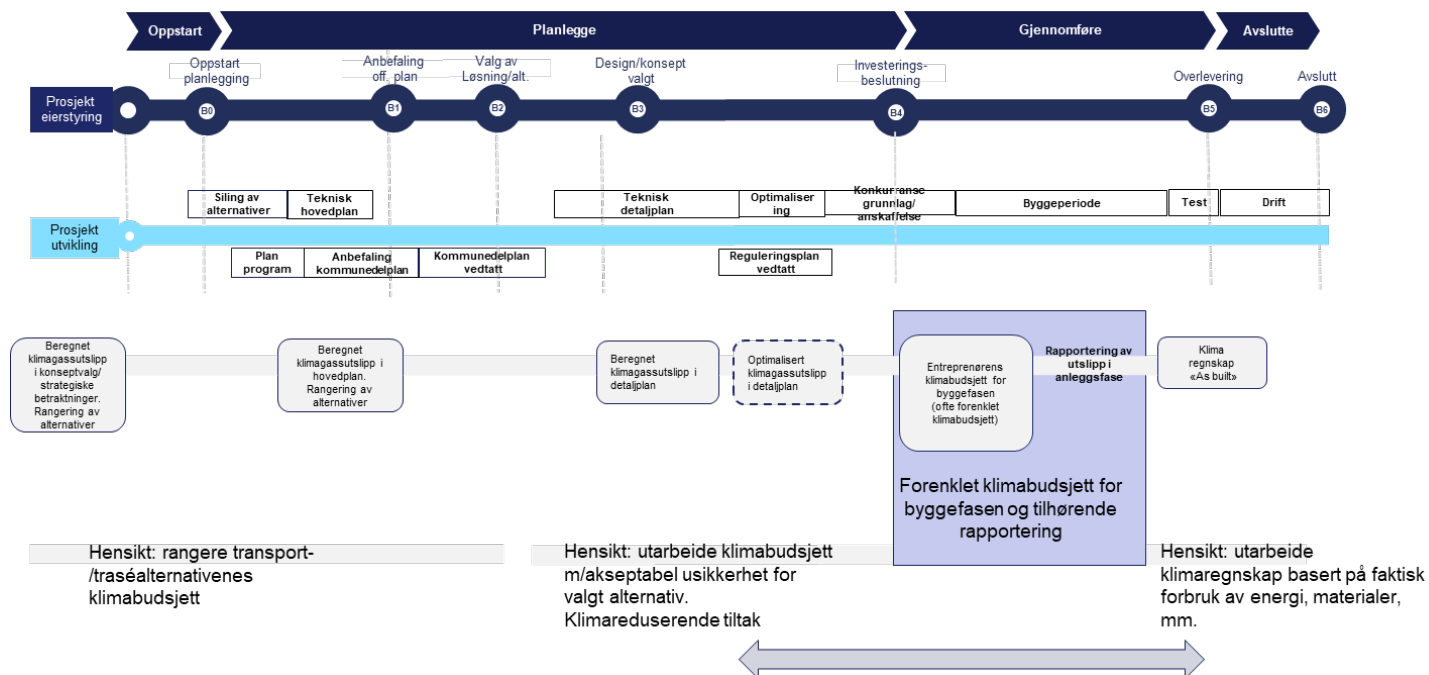 Oppstart
Planlegge
Gjennomføre
Avslutte
Oppstart
planlegging
Anbefaling
off. plan
Valg av
Løsning/alt.
Design/konsept
valgt
Investerings-
beslutning
Overlevering
Avslutt
Prosjekt
eierstyring
B0
B1
B2
B3
B4
B5
B6
Siling av
alternativer
Teknisk
hovedplan
Teknisk
detaljplan
Optimaliser
ing
Konkurranse
grunnlag/
anskaffelse
Byggeperiode
Test
Drift
Prosjekt
utvikling
Plan
program
Anbefaling
kommunedelplan
Kommunedelplan
vedtatt
Reguleringsplan
vedtatt
Beregnet
klimagassutslipp
i konseptvalg/
strategiske
betraktninger.
Rangering av
alternativer
Beregnet
klimagassutslipp i
hovedplan.
Rangering av
alternativer
Beregnet
klimagassutslipp i
detaljplan
Optimalisert
klimagassutslipp
i detaljplan
Entreprenørens
klimabudsjett for
byggefasen
(ofte forenklet
klimabudsjett)
Rapportering av
utslipp i
anleggsfase
Klima
regnskap
«As built»
Forenklet klimabudsjett for
byggefasen og tilhørende
rapportering
Hensikt: rangere transport-
/traséalternativenes
klimabudsjett
Hensikt: utarbeide klimabudsjett
m/akseptabel usikkerhet for
valgt alternativ.
Klimareduserende tiltak
Hensikt: utarbeide
klimaregnskap basert på faktisk
forbruk av energi, materialer,
mm.